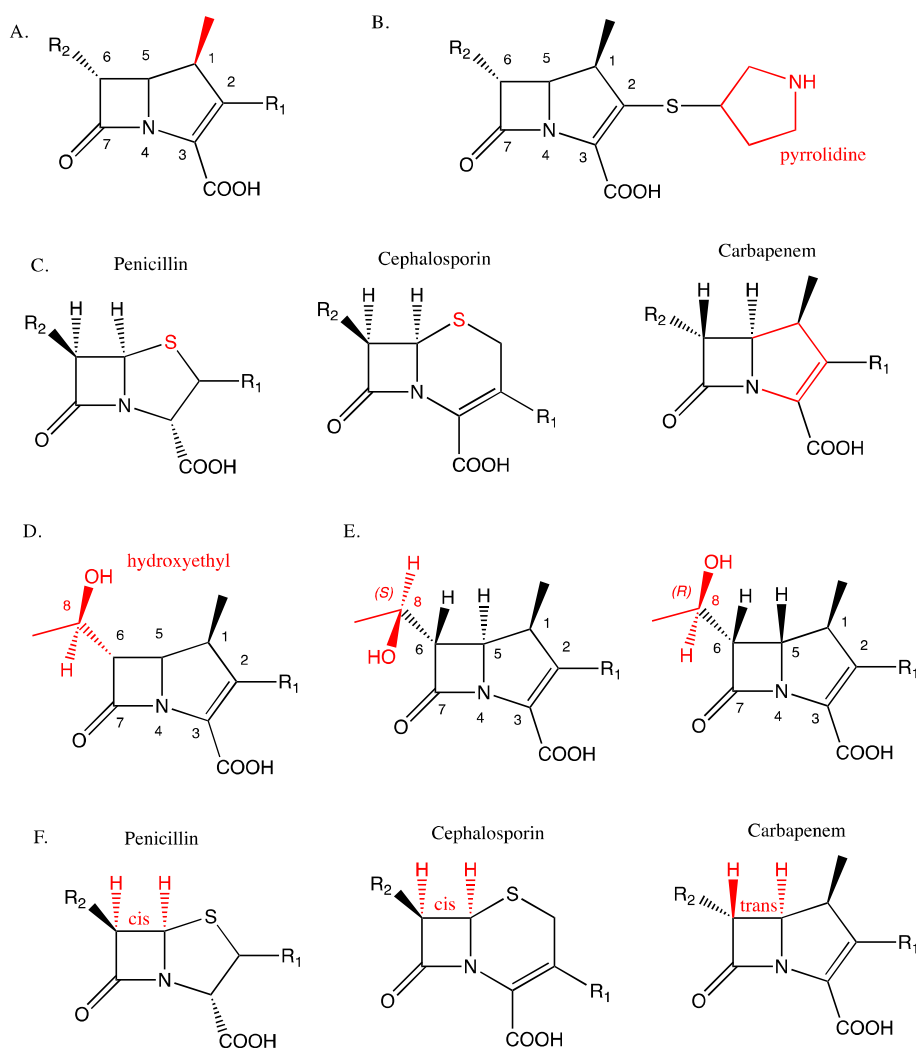 A.
R2 6 5 1 2 R1
O 7 N 4 3 COOH
B.
R2 6 5 1 2 S NH
O 7 N 4 3 COOH
pyrrolidine
C.
Penicillin
Cephalosporin
Carbapenem
R2 H H S R1 O N COOH
R2 H H S O N R1 COOH
R2 H H R1 O N COOH
D.
hydroxyethyl
OH 8 H 6 5 1 2 R1
O 7 N 4 3 COOH
E.
H (S) 8 HO H H 6 5 1 2 R1
O 7 N 4 3 COOH
OH (R) 8 H H H 6 5 1 2 R1
O 7 N 4 3 COOH
F.
Penicillin
Cephalosporin
Carbapenem
R2 H H cis S R1 O N COOH
R2 H H cis S O N R1 COOH
R2 H H trans R1 O N COOH